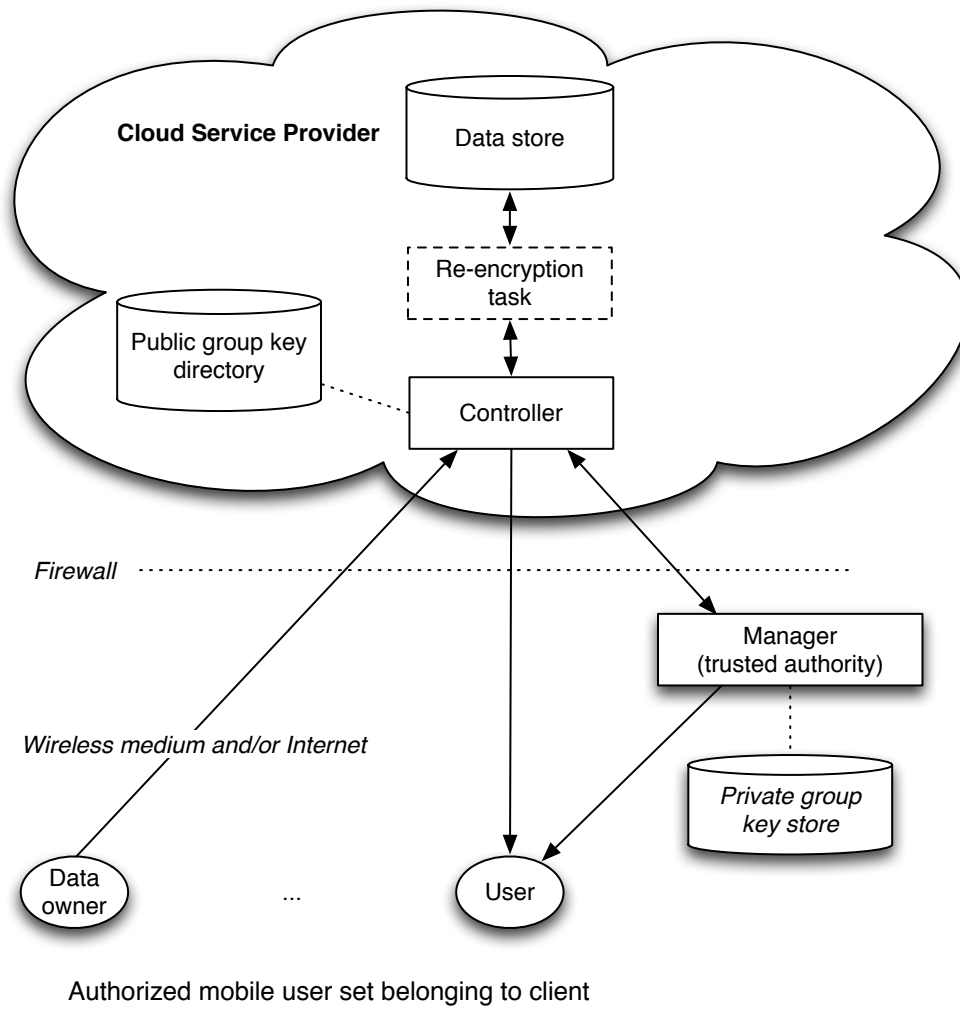 Cloud Service Provider
Data store
Re-encryption
task
Public group key
directory
Controller
Firewall
Manager
(trusted authority)
Wireless medium and/or Internet
Private group
key store
Data
owner
...
User
Authorized mobile user set belonging to client